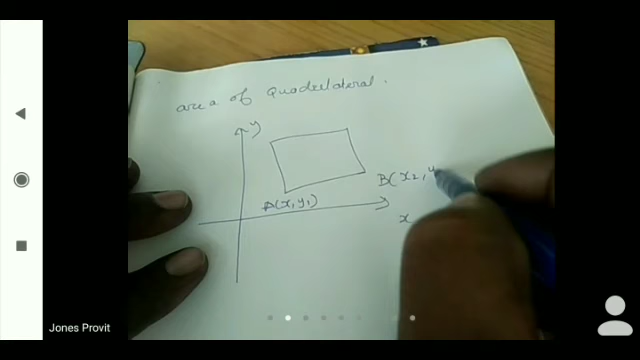 area of Quadrilateral.
y
B(x2, y
A(x1 y1)
x
Jones Provit